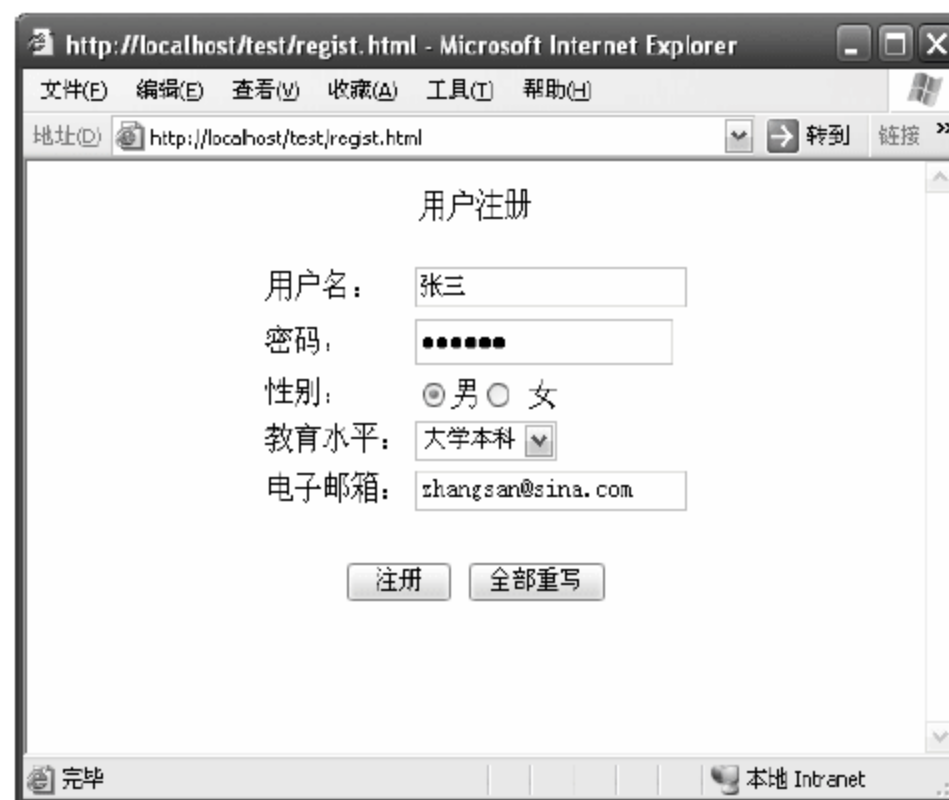 http://localhost/test/regist.html - Microsoft Internet Explorer
文件(F) 编辑(E) 查看(V) 收藏(A) 工具(T) 帮助(H)
地址(D) http://localhost/test/regist.html 转到 链接 »
用户注册
用户名： 张三
密码： ●●●●●●
性别： 男 女
教育水平： 大学本科
电子邮箱： zhangsan@sina.com
注册 全部重写
完毕 本地 Intranet